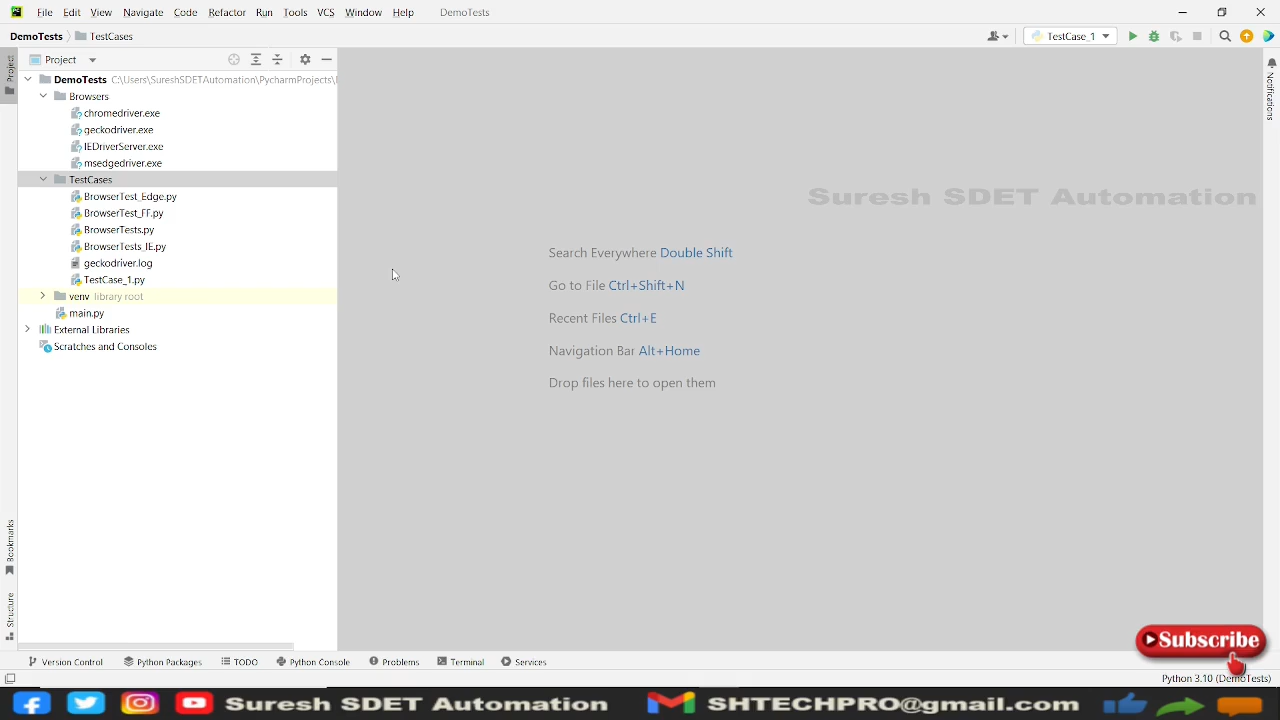 File Edit View Navigate Code Refactor Run Tools VCS Window Help DemoTests
DemoTests TestCases TestCase_1
Project
DemoTests C:\Users\SureshSDETAutomation\PycharmProjects\
Browsers
chromedriver.exe
geckodriver.exe
IEDriverServer.exe
msedgedriver.exe
TestCases
BrowserTest_Edge.py
BrowserTest_FF.py
BrowserTests.py
BrowserTests_IE.py
geckodriver.log
TestCase_1.py
venv library root
main.py
External Libraries
Scratches and Consoles
Project
Bookmarks
Structure
Notifications
Suresh SDET Automation
Search Everywhere Double Shift
Go to File Ctrl+Shift+N
Recent Files Ctrl+E
Navigation Bar Alt+Home
Drop files here to open them
Subscribe
Version Control Python Packages TODO Python Console Problems Terminal Services
Python 3.10 (DemoTests)
Suresh SDET Automation SHTECHPRO@gmail.com